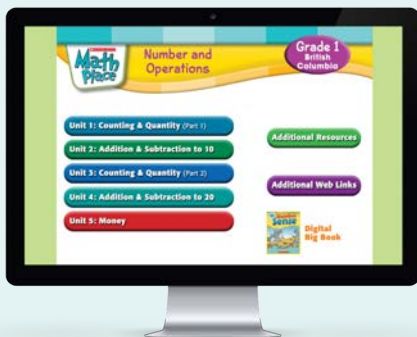 SCHOLASTIC
Math
Place
Number and
Operations
Grade 1
British
Columbia
Unit 1: Counting & Quantity (Part 1)
Unit 2: Addition & Subtraction to 10
Unit 3: Counting & Quantity (Part 2)
Unit 4: Addition & Subtraction to 20
Unit 5: Money
Additional Resources
Additional Web Links
Sense
Digital
Big Book